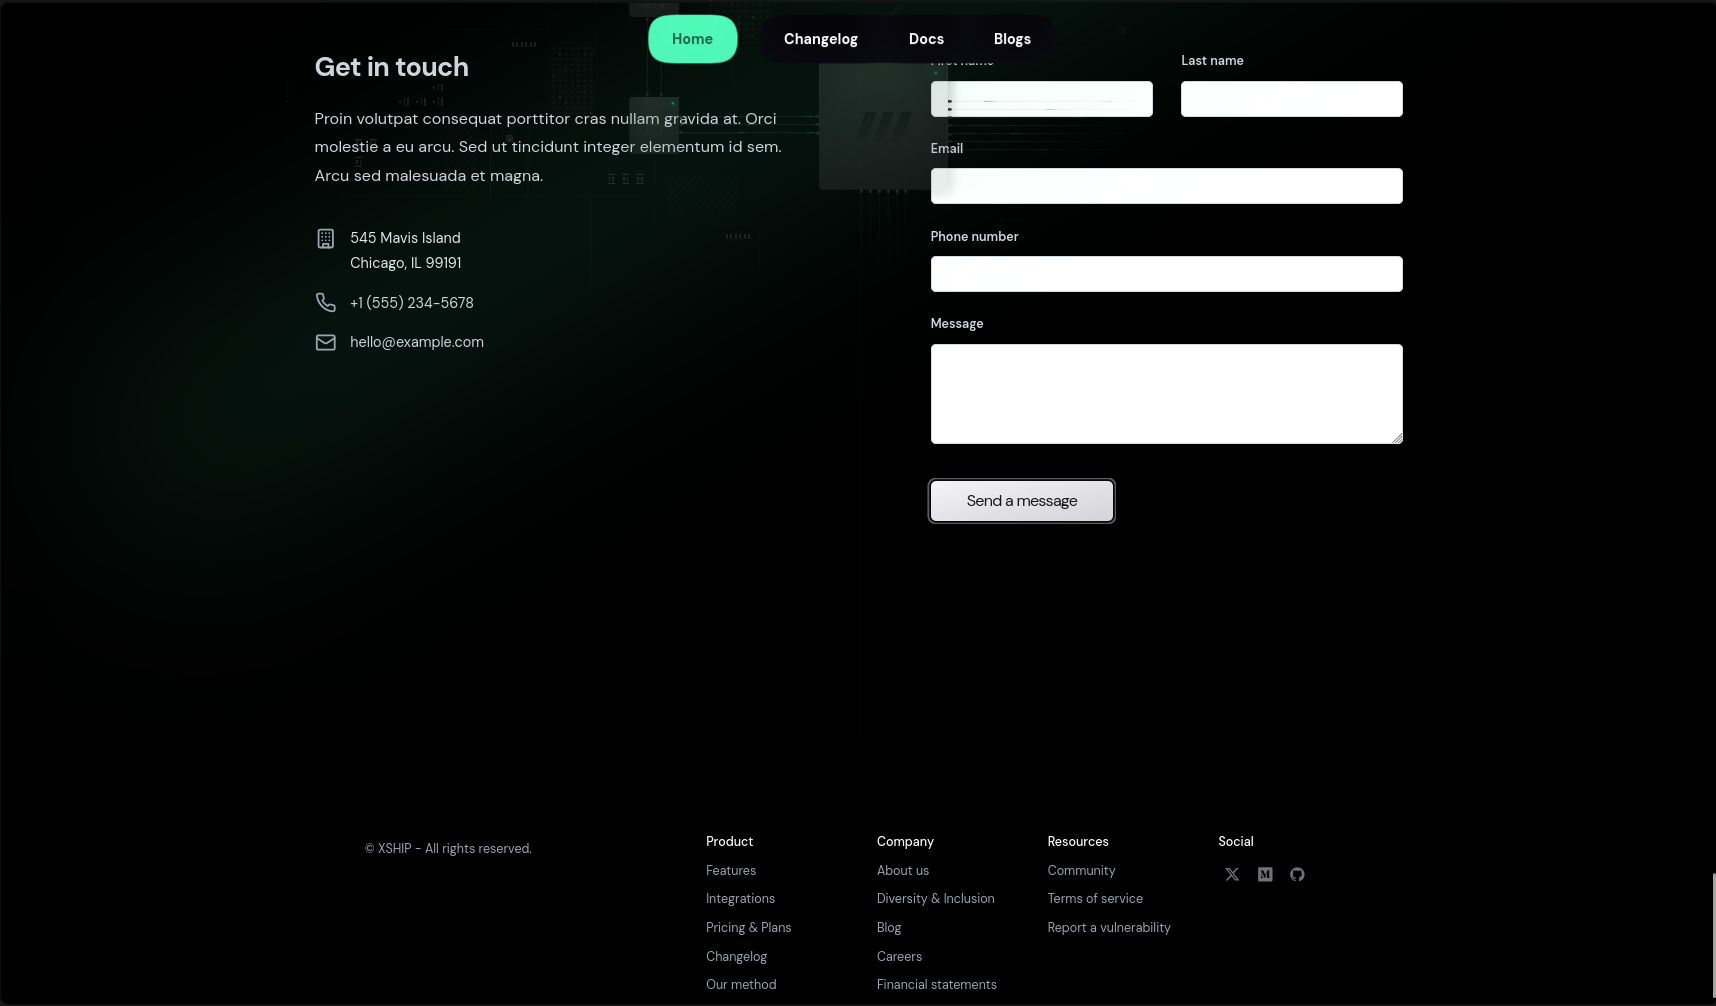 Home
Changelog
Docs
Blogs
Get in touch
Proin volutpat consequat porttitor cras nullam gravida at. Orci
molestie a eu arcu. Sed ut tincidunt integer elementum id sem.
Arcu sed malesuada et magna.
545 Mavis Island
Chicago, IL 99191
+1 (555) 234-5678
hello@example.com
First name
Last name
Email
Phone number
Message
Send a message
© XSHIP - All rights reserved.
Product
Features
Integrations
Pricing & Plans
Changelog
Our method
Company
About us
Diversity & Inclusion
Blog
Careers
Financial statements
Resources
Community
Terms of service
Report a vulnerability
Social